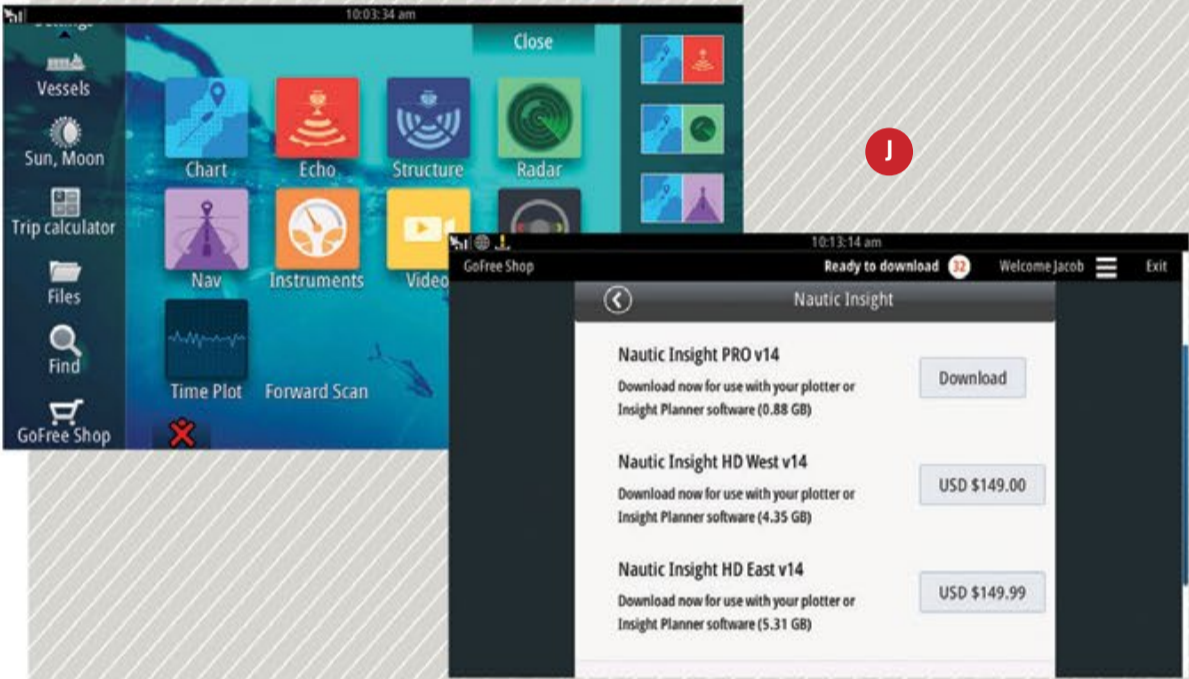 10:03:34 am
Close
Vessels
Sun, Moon
Trip calculator
Files
Find
GoFree Shop
Chart
Echo
Structure
Radar
Nav
Instruments
Video
Time Plot
Forward Scan
J
10:13:14 am
GoFree Shop
Ready to download 32
Welcome Jacob
Exit
Nautic Insight
Nautic Insight PRO v14
Download now for use with your plotter or
Insight Planner software (0.88 GB)
Download
Nautic Insight HD West v14
Download now for use with your plotter or
Insight Planner software (4.35 GB)
USD $149.00
Nautic Insight HD East v14
Download now for use with your plotter or
Insight Planner software (5.31 GB)
USD $149.99